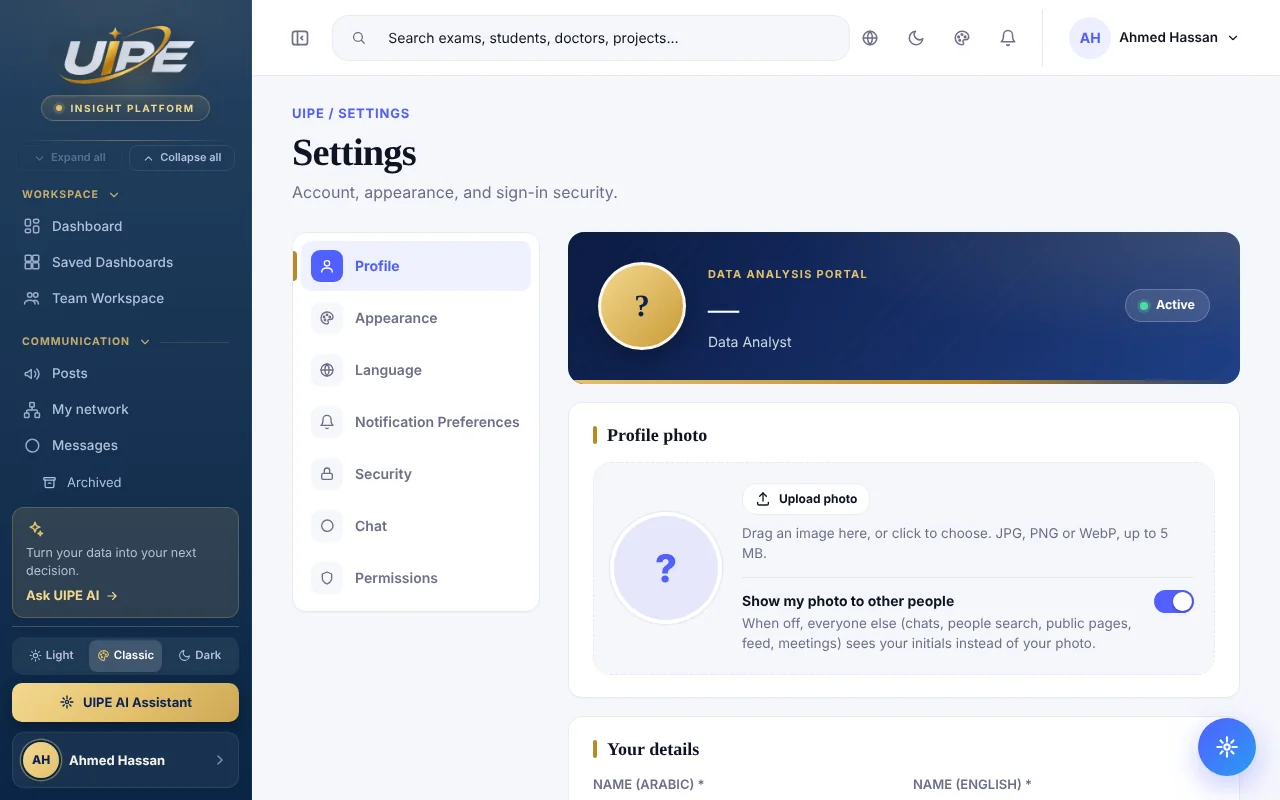 UIPE
INSIGHT PLATFORM
Expand all
Collapse all
WORKSPACE
Dashboard
Saved Dashboards
Team Workspace
COMMUNICATION
Posts
My network
Messages
Archived
Turn your data into your next
decision.
Ask UIPE AI →
Light
Classic
Dark
UIPE AI Assistant
AH
Ahmed Hassan
Search exams, students, doctors, projects...
AH
Ahmed Hassan
UIPE / SETTINGS
Settings
Account, appearance, and sign-in security.
Profile
Appearance
Language
Notification Preferences
Security
Chat
Permissions
?
DATA ANALYSIS PORTAL
—
Data Analyst
Active
Profile photo
?
Upload photo
Drag an image here, or click to choose. JPG, PNG or WebP, up to 5
MB.
Show my photo to other people
When off, everyone else (chats, people search, public pages,
feed, meetings) sees your initials instead of your photo.
Your details
NAME (ARABIC) *
NAME (ENGLISH) *